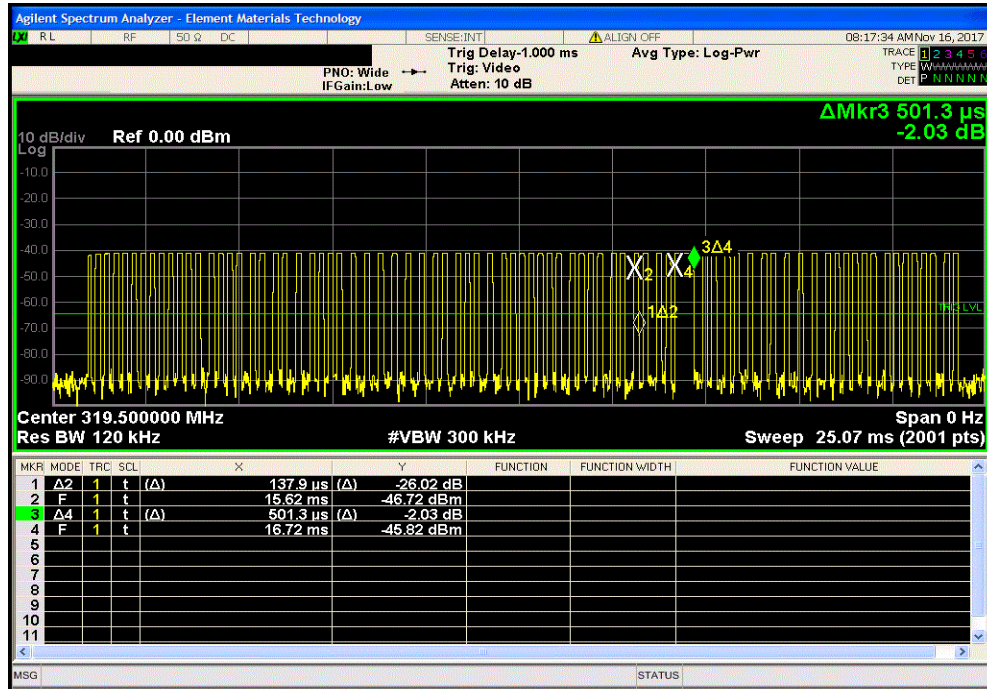 Agilent Spectrum Analyzer - Element Materials Technology
LXI RL RF 50 Ω DC SENSE:INT ALIGN OFF 08:17:34 AM Nov 16, 2017
Trig Delay-1.000 ms Avg Type: Log-Pwr TRACE 1 2 3 4 5 6
PNO: Wide Trig: Video TYPE WWWWWW
IFGain:Low Atten: 10 dB DET P N N N N N
ΔMkr3 501.3 µs
10 dB/div Ref 0.00 dBm -2.03 dB
Log
-10.0
-20.0
-30.0
-40.0
3Δ4
2
4
-50.0
-60.0
1Δ2
TRIG LVL
-70.0
-80.0
-90.0
Center 319.500000 MHz Span 0 Hz
Res BW 120 kHz #VBW 300 kHz Sweep 25.07 ms (2001 pts)
MKR MODE TRC SCL X Y FUNCTION FUNCTION WIDTH FUNCTION VALUE
1 Δ2 1 t (Δ) 137.9 µs (Δ) -26.02 dB
2 F 1 t 15.62 ms -46.72 dBm
3 Δ4 1 t (Δ) 501.3 µs (Δ) -2.03 dB
4 F 1 t 16.72 ms -45.82 dBm
5
6
7
8
9
10
11
MSG STATUS